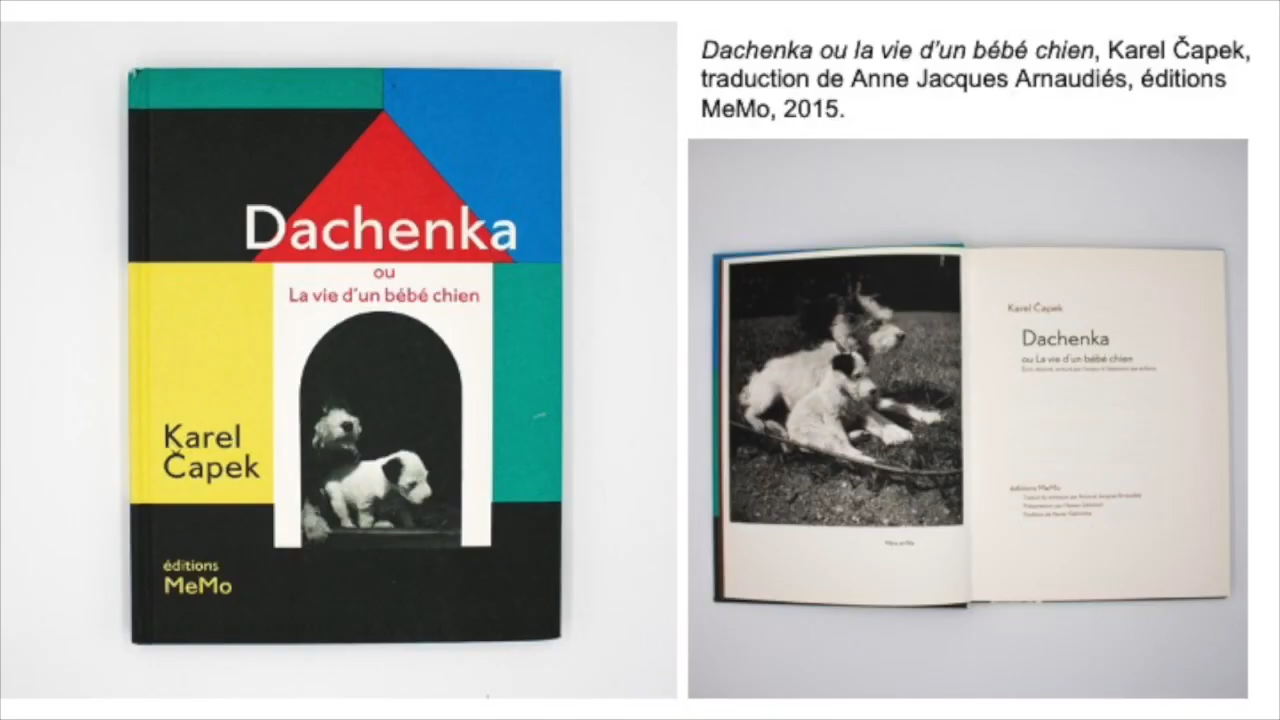 Dachenka ou la vie d'un bébé chien, Karel Čapek,
traduction de Anne Jacques Arnaudiés, éditions
MeMo, 2015.
Dachenka
ou
La vie d'un bébé chien
Karel
Čapek
éditions
MeMo
Karel Čapek
Dachenka
ou La vie d'un bébé chien
éditions MeMo